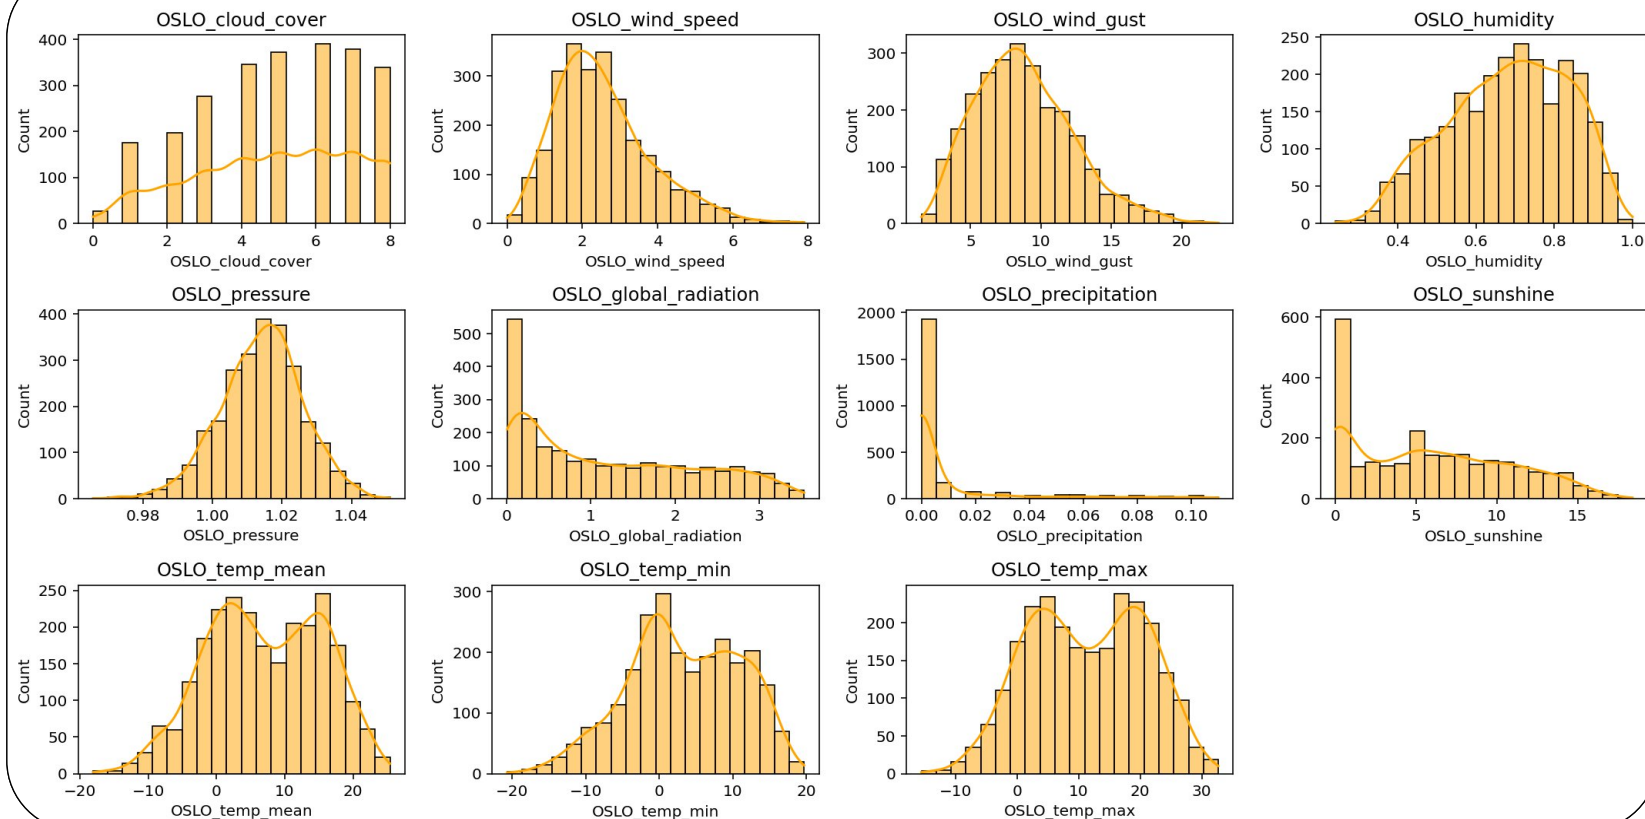 OSLO_cloud_cover
400
300
200
100
0
Count
0 2 4 6 8
OSLO_cloud_cover
OSLO_wind_speed
300
200
100
0
Count
0 2 4 6 8
OSLO_wind_speed
OSLO_wind_gust
300
200
100
0
Count
5 10 15 20
OSLO_wind_gust
OSLO_humidity
250
200
150
100
50
0
Count
0.4 0.6 0.8 1.0
OSLO_humidity
OSLO_pressure
400
300
200
100
0
Count
0.98 1.00 1.02 1.04
OSLO_pressure
OSLO_global_radiation
500
400
300
200
100
0
Count
0 1 2 3
OSLO_global_radiation
OSLO_precipitation
2000
1500
1000
500
0
Count
0.00 0.02 0.04 0.06 0.08 0.10
OSLO_precipitation
OSLO_sunshine
600
400
200
0
Count
0 5 10 15
OSLO_sunshine
OSLO_temp_mean
250
200
150
100
50
0
Count
−20 −10 0 10 20
OSLO_temp_mean
OSLO_temp_min
300
200
100
0
Count
−20 −10 0 10 20
OSLO_temp_min
OSLO_temp_max
200
150
100
50
0
Count
−10 0 10 20 30
OSLO_temp_max